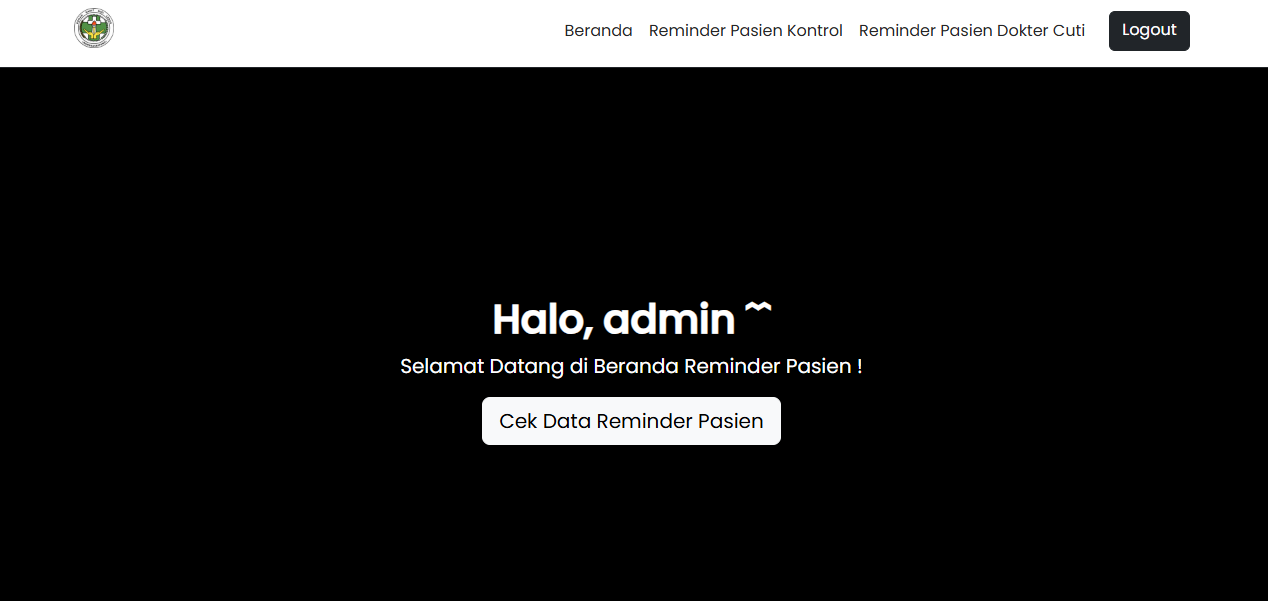 Beranda Reminder Pasien Kontrol Reminder Pasien Dokter Cuti Logout
Halo, admin ^^
Selamat Datang di Beranda Reminder Pasien !
Cek Data Reminder Pasien